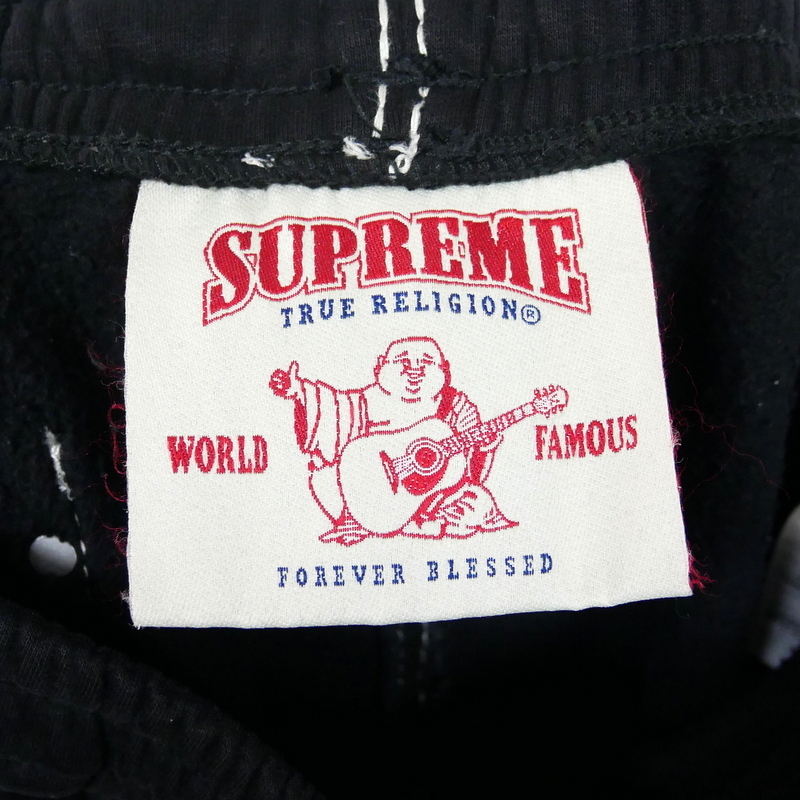 SUPREME
TRUE RELIGION®
WORLD FAMOUS
FOREVER BLESSED